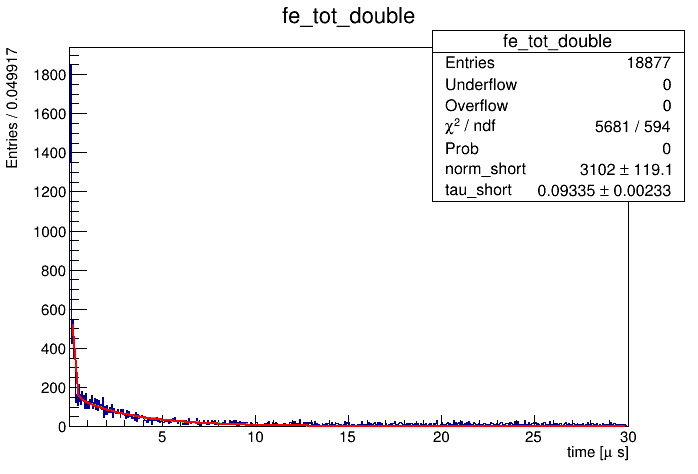 fe_tot_double
fe_tot_double
Entries 18877
Underflow 0
Overflow 0
χ² / ndf 5681 / 594
Prob 0
norm_short 3102 ± 119.1
tau_short 0.09335 ± 0.00233
Entries / 0.049917
1800
1600
1400
1200
1000
800
600
400
200
0
5 10 15 20 25 30
time [μ s]